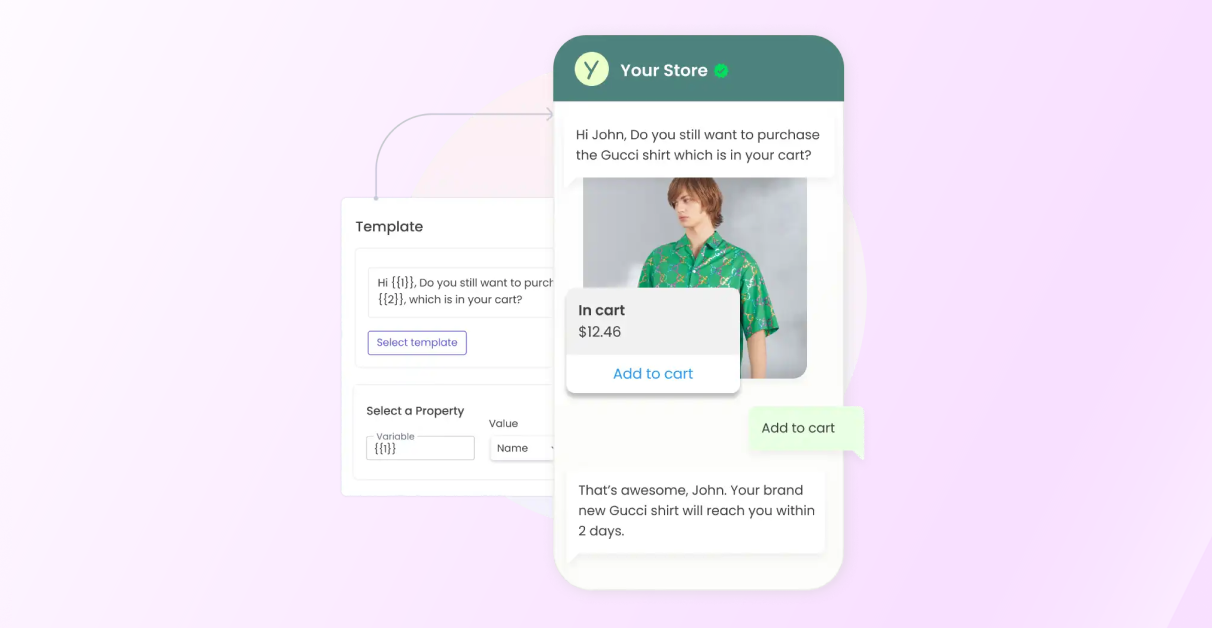 Y Your Store
Hi John, Do you still want to purchase
the Gucci shirt which is in your cart?
Template
Hi {{1}}, Do you still want to
{{2}}, which is in your cart?
Select template
Select a Property
Value
Variable
{{1}}
Name
In cart
$12.46
Add to cart
Add to cart
That's awesome, John. Your brand
new Gucci shirt will reach you within
2 days.